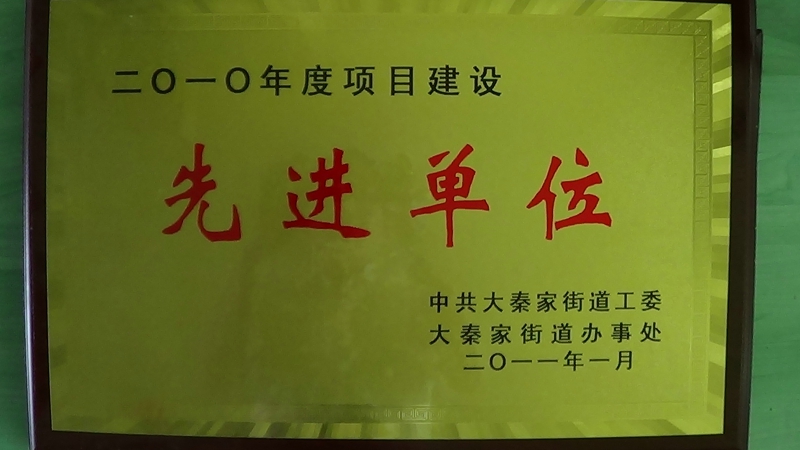 二〇一〇年度项目建设
先进单位
中共大秦家街道工委
大秦家街道办事处
二〇一一年一月